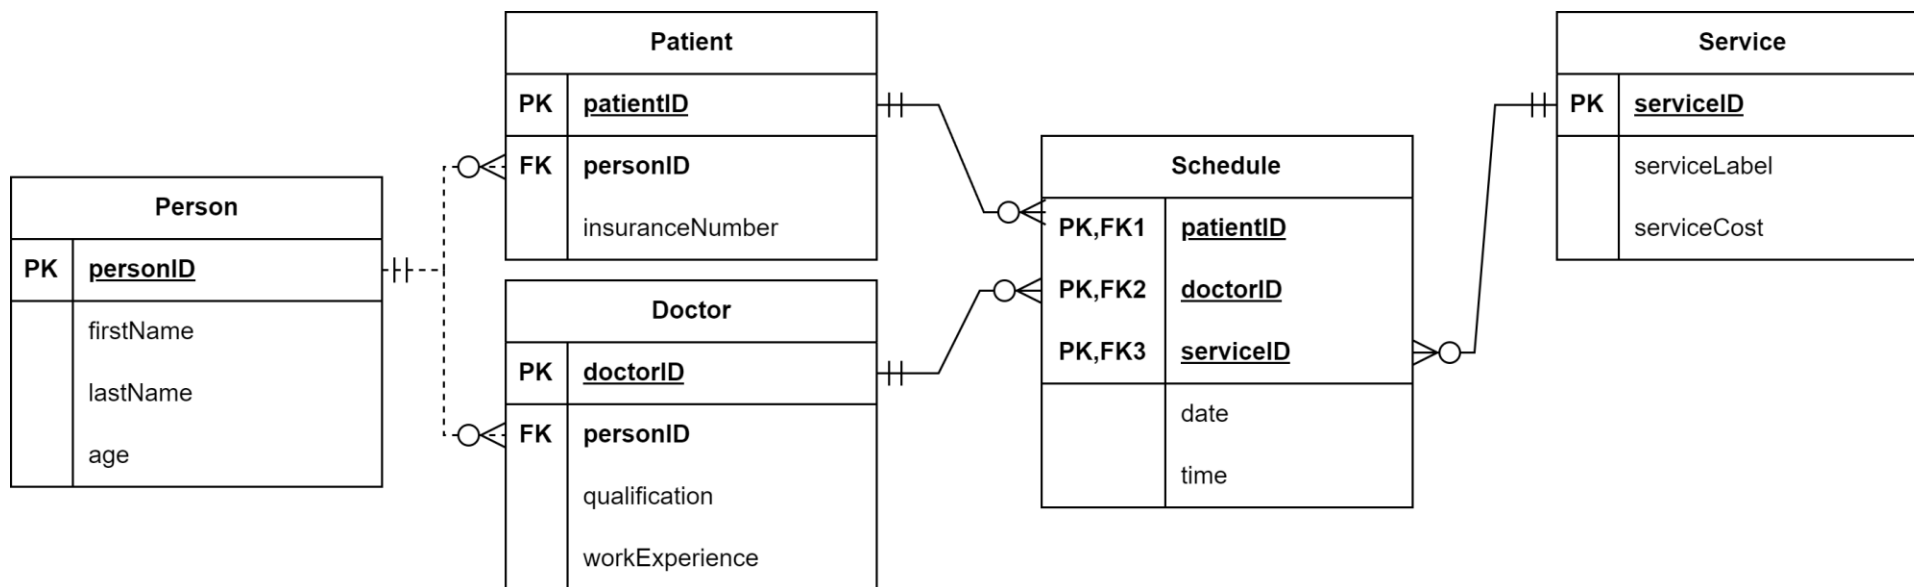 Person
PK personID
firstName
lastName
age
Patient
PK patientID
FK personID
insuranceNumber
Doctor
PK doctorID
FK personID
qualification
workExperience
Schedule
PK,FK1 patientID
PK,FK2 doctorID
PK,FK3 serviceID
date
time
Service
PK serviceID
serviceLabel
serviceCost